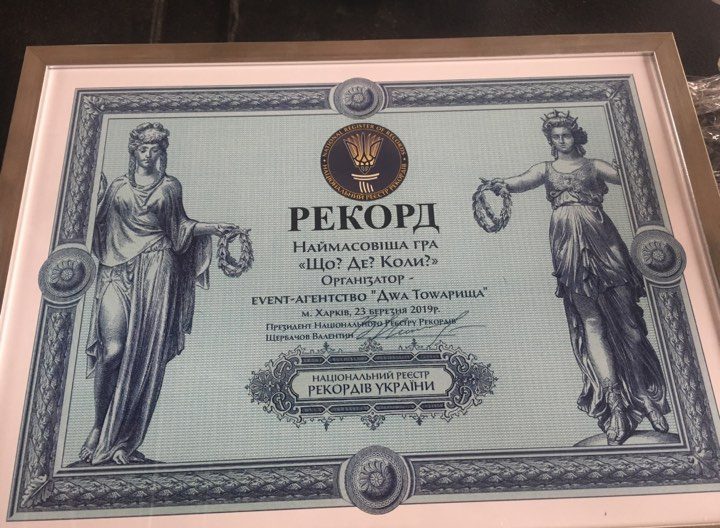 NATIONAL REGISTER OF RECORDS
НАЦІОНАЛЬНИЙ РЕЄСТР РЕКОРДІВ
РЕКОРД
Наймасовіша гра
«Що? Де? Коли?»
Організатор -
EVENT-АГЕНТСТВО "Дwа Тоwарища"
м. Харків, 23 березня 2019р.
Президент Національного Реєстру Рекордів
Щербачов Валентин
НАЦІОНАЛЬНИЙ РЕЄСТР
РЕКОРДІВ УКРАЇНИ